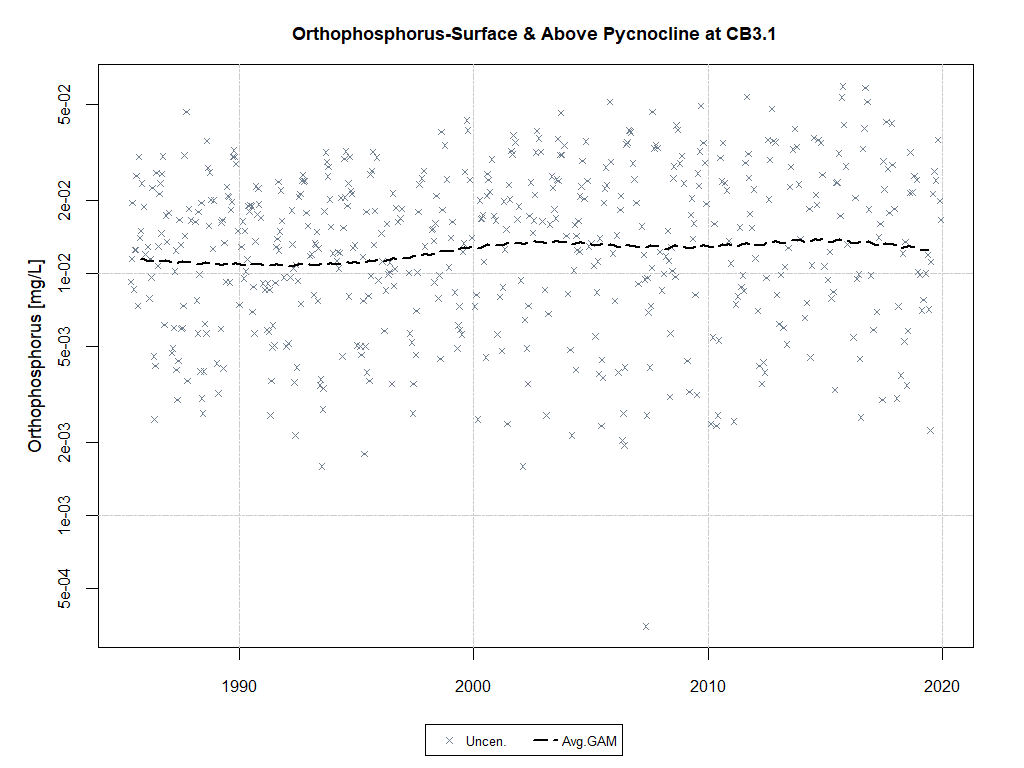 Orthophosphorus-Surface & Above Pycnocline at CB3.1
Orthophosphorus [mg/L]
5e-02
2e-02
1e-02
5e-03
2e-03
1e-03
5e-04
1990 2000 2010 2020
Uncen. Avg.GAM